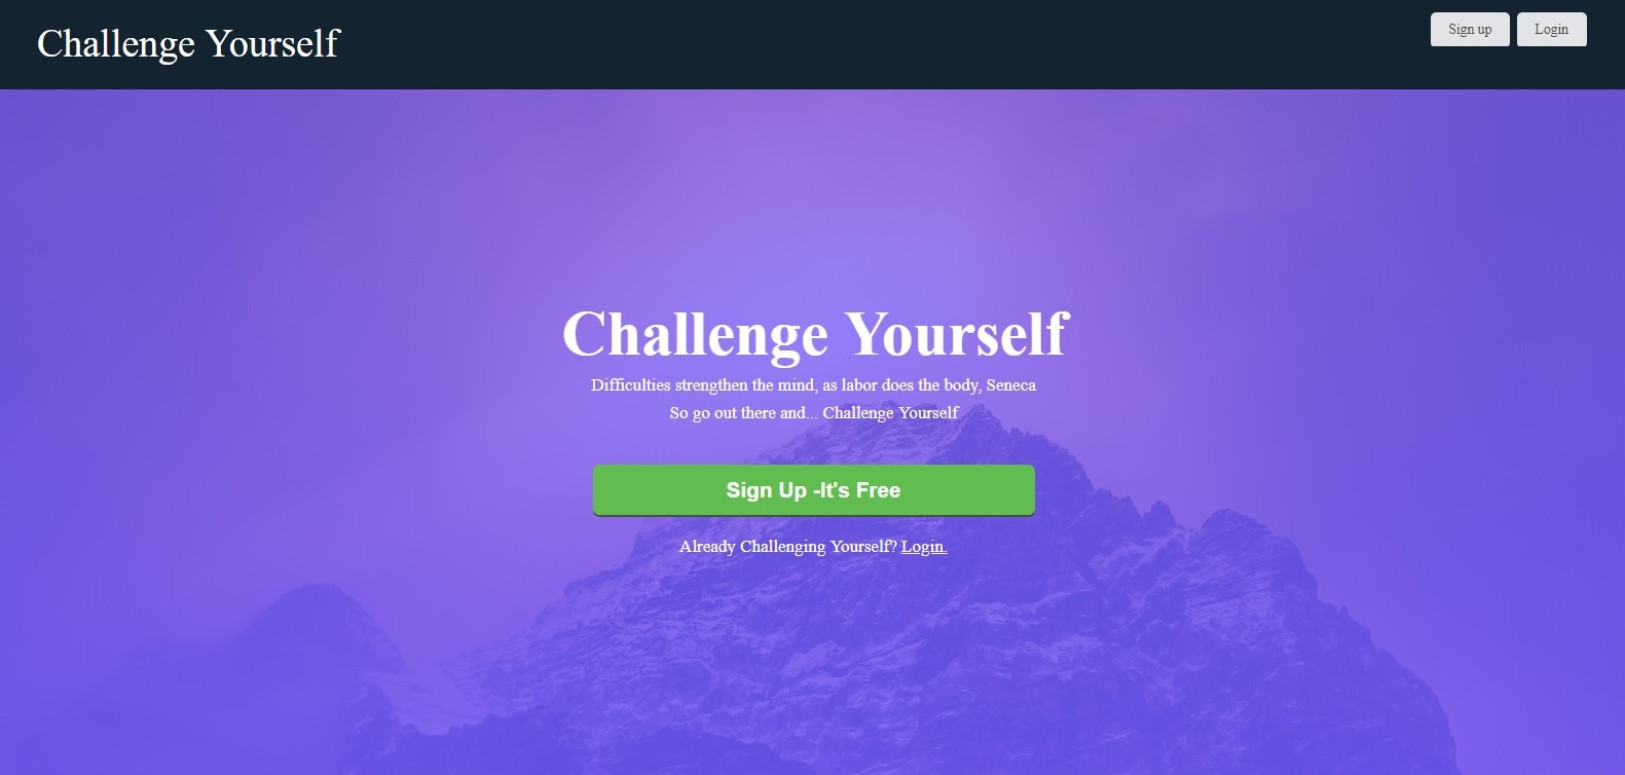 Challenge Yourself
Sign up
Login
Challenge Yourself
Difficulties strengthen the mind, as labor does the body, Seneca
So go out there and... Challenge Yourself
Sign Up -It's Free
Already Challenging Yourself? Login.